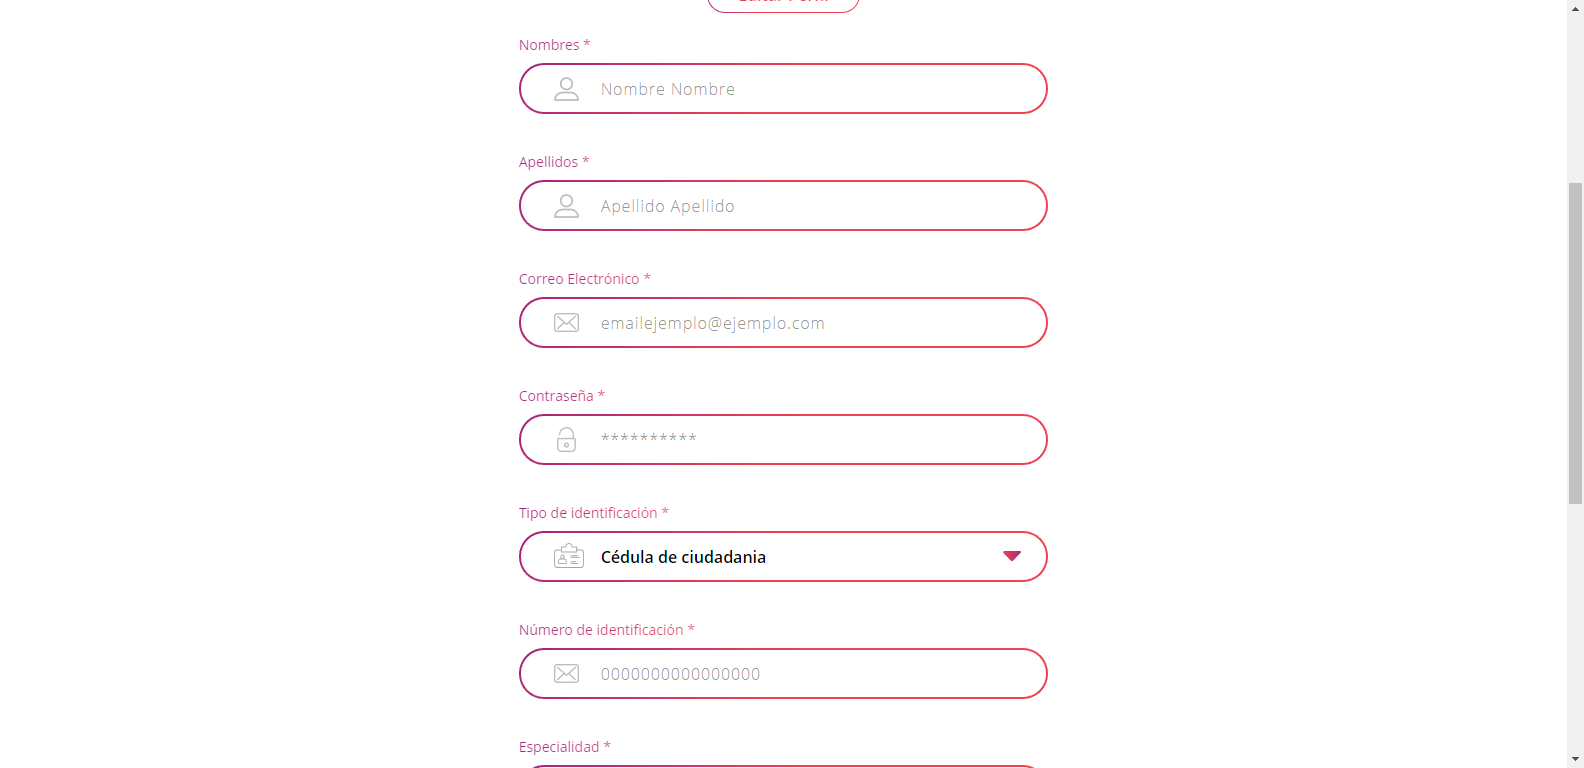 Nombres *
Nombre Nombre
Apellidos *
Apellido Apellido
Correo Electrónico *
emailejemplo@ejemplo.com
Contraseña *
**********
Tipo de identificación *
Cédula de ciudadania
Número de identificación *
0000000000000000
Especialidad *